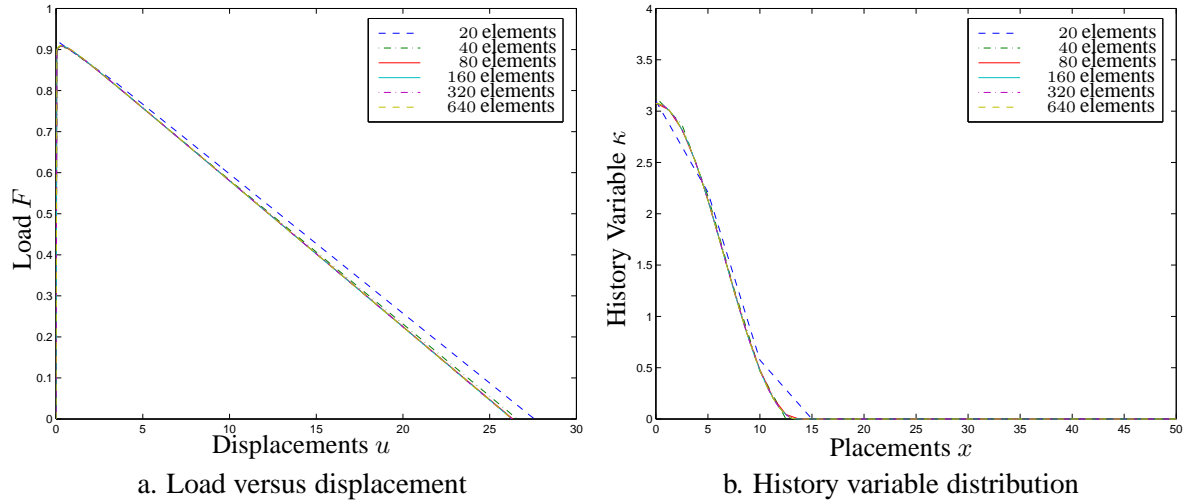 1
0.9
0.8
0.7
0.6
0.5
0.4
0.3
0.2
0.1
0
Load F
0 5 10 15 20 25 30
Displacements u
20 elements
40 elements
80 elements
160 elements
320 elements
640 elements
a. Load versus displacement
4
3.5
3
2.5
2
1.5
1
0.5
0
History Variable κ
0 5 10 15 20 25 30 35 40 45 50
Placements x
20 elements
40 elements
80 elements
160 elements
320 elements
640 elements
b. History variable distribution